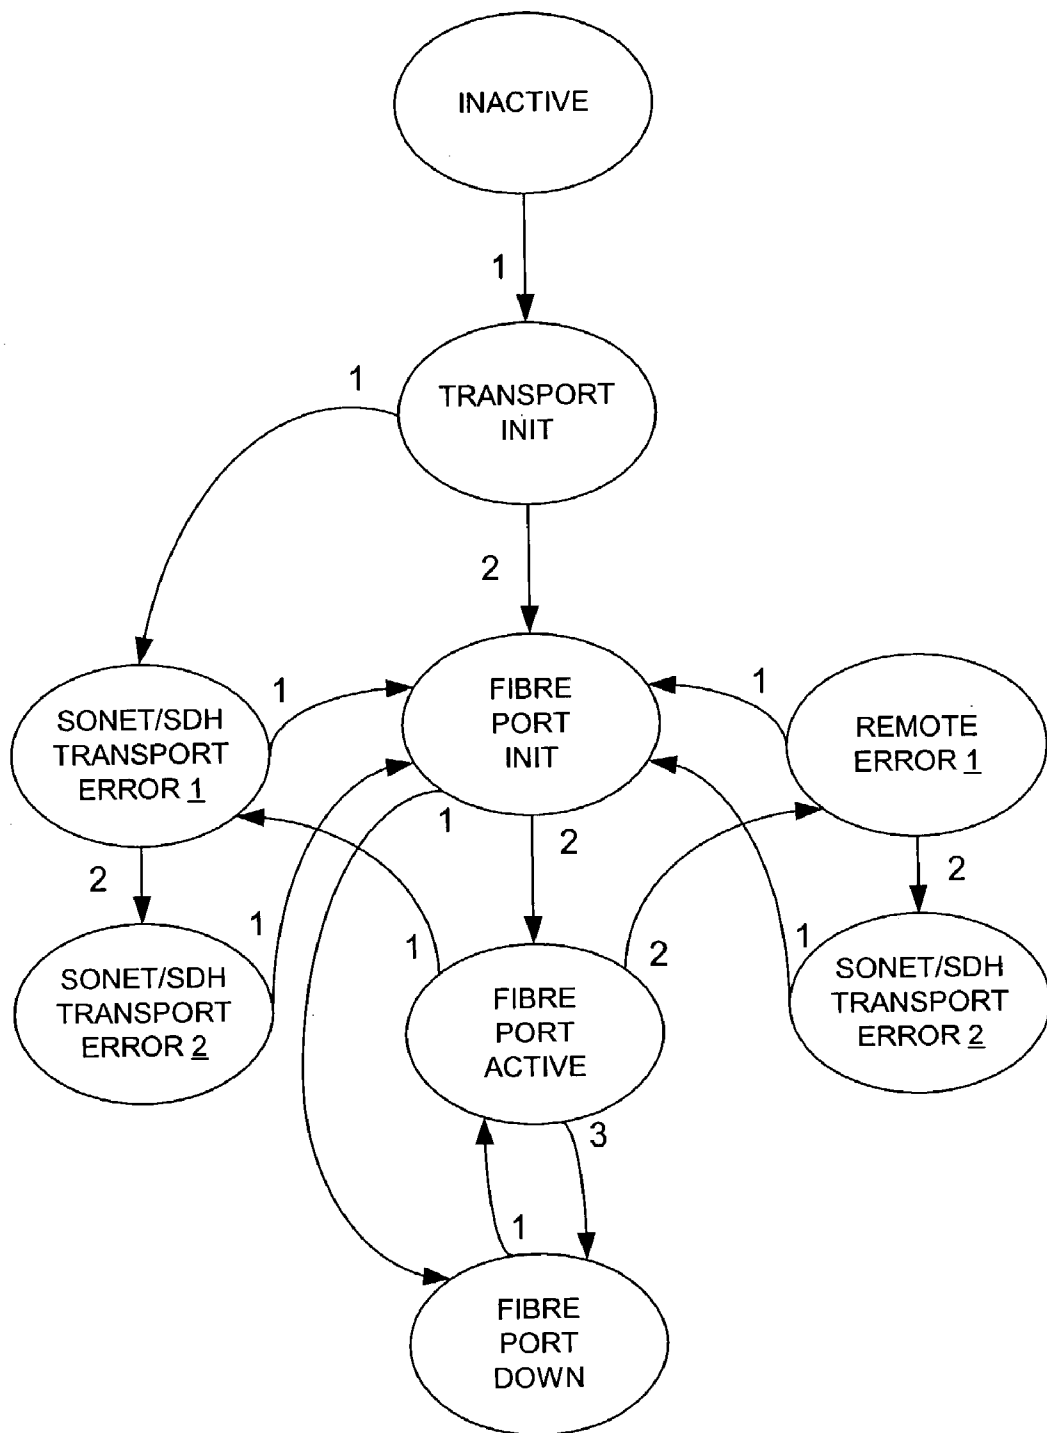 INACTIVE
1
TRANSPORT
INIT
1
2
FIBRE
PORT
INIT
SONET/SDH
TRANSPORT
ERROR 1
1
REMOTE
ERROR 1
1
1
2
2
2
SONET/SDH
TRANSPORT
ERROR 2
1
FIBRE
PORT
ACTIVE
1
2
SONET/SDH
TRANSPORT
ERROR 2
1
3
1
FIBRE
PORT
DOWN